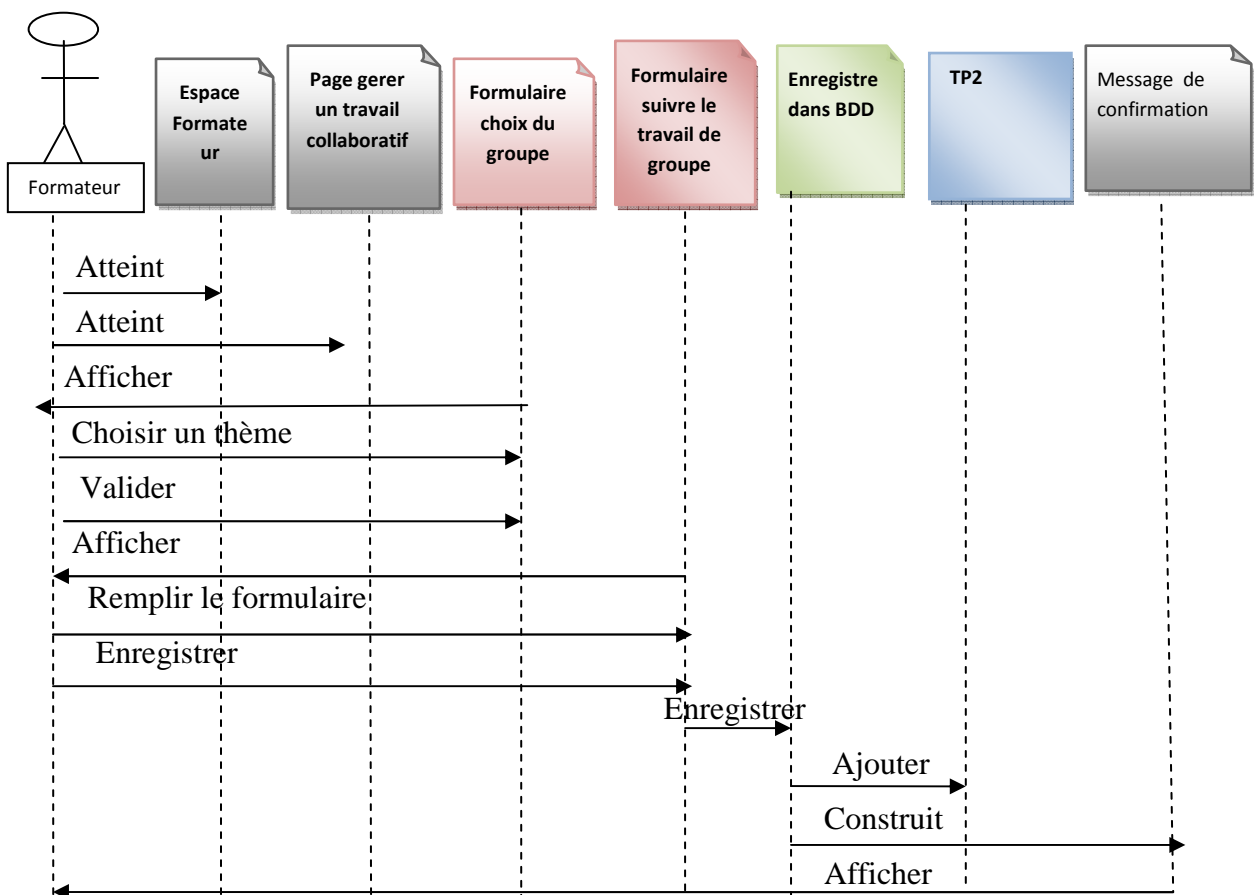 Formateur
Espace
Formate
ur
Page gerer
un travail
collaboratif
Formulaire
choix du
groupe
Formulaire
suivre le
travail de
groupe
Enregistre
dans BDD
TP2
Message de
confirmation
Atteint
Atteint
Afficher
Choisir un thème
Valider
Afficher
Remplir le formulaire
Enregistrer
Enregistrer
Ajouter
Construit
Afficher